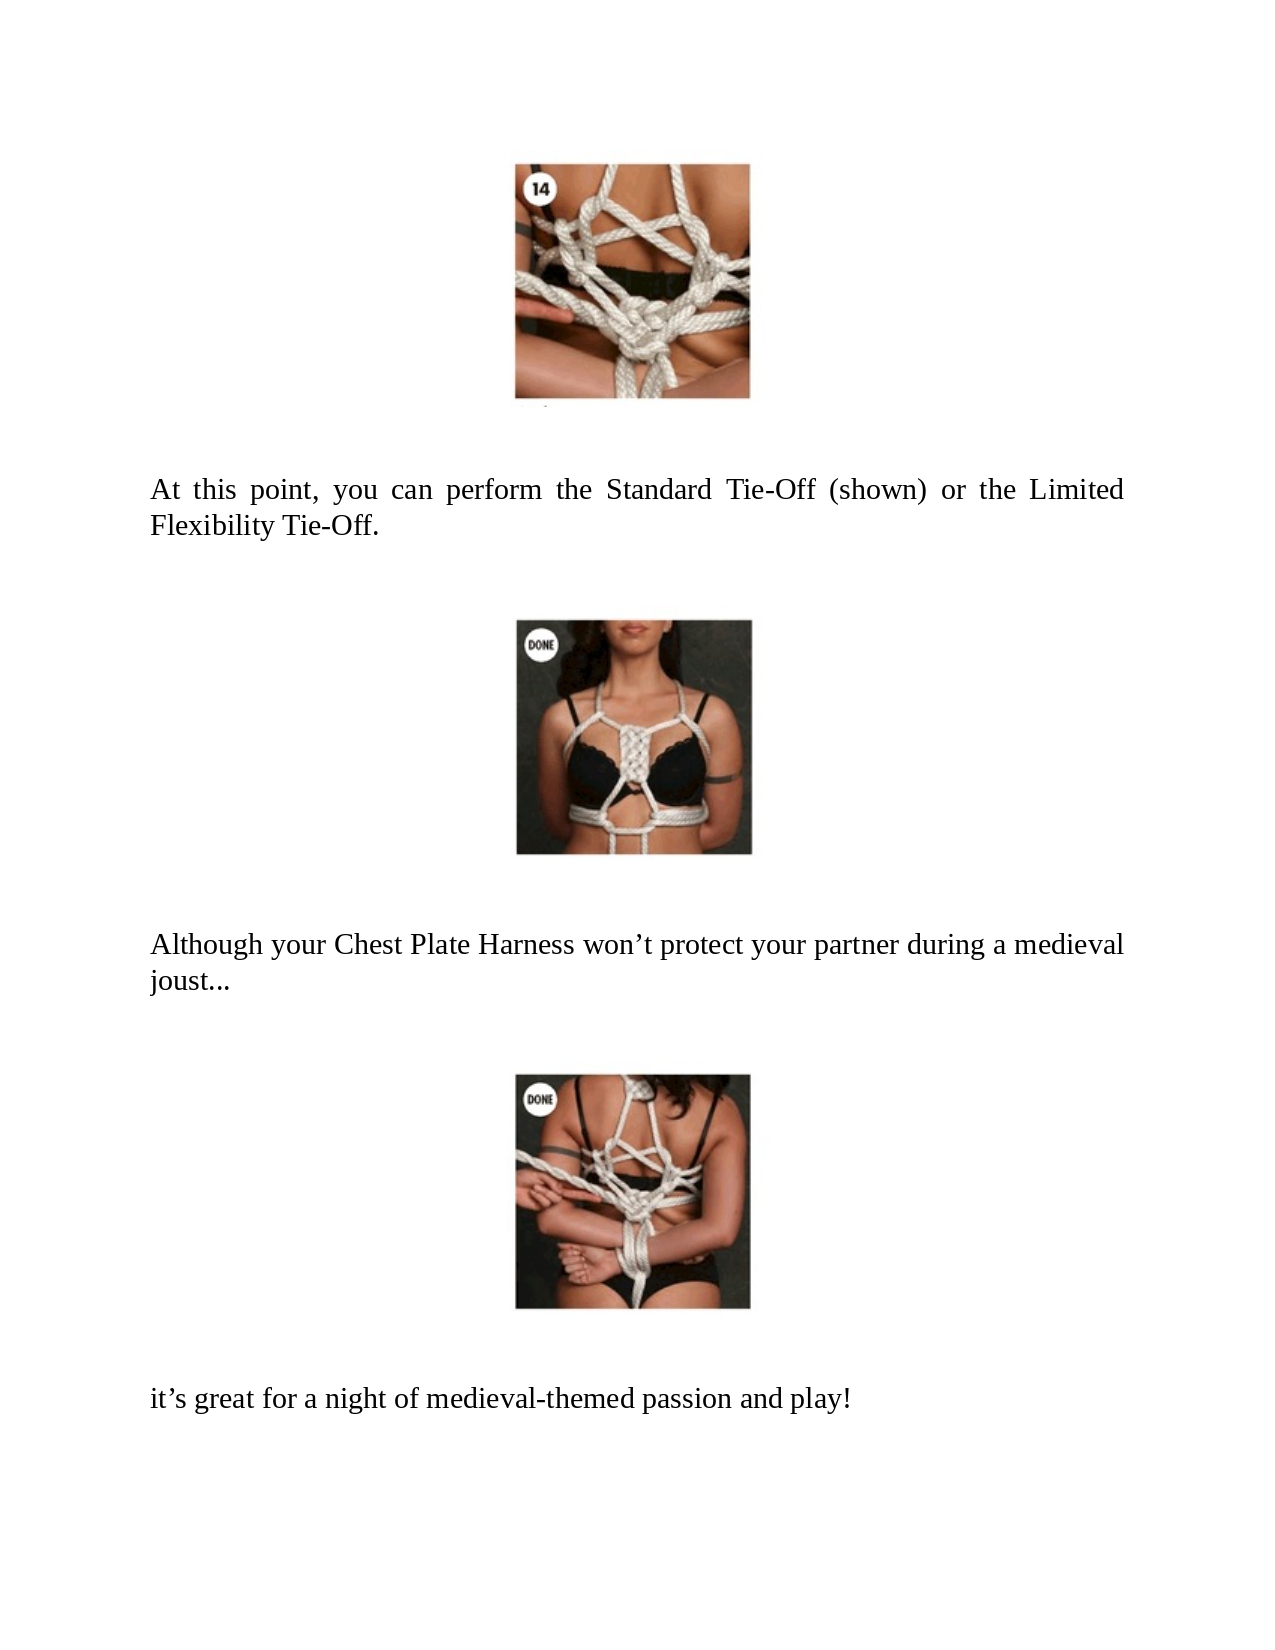 14
At this point, you can perform the Standard Tie-Off (shown) or the Limited
Flexibility Tie-Off.
DONE
Although your Chest Plate Harness won’t protect your partner during a medieval
joust...
DONE
it’s great for a night of medieval-themed passion and play!